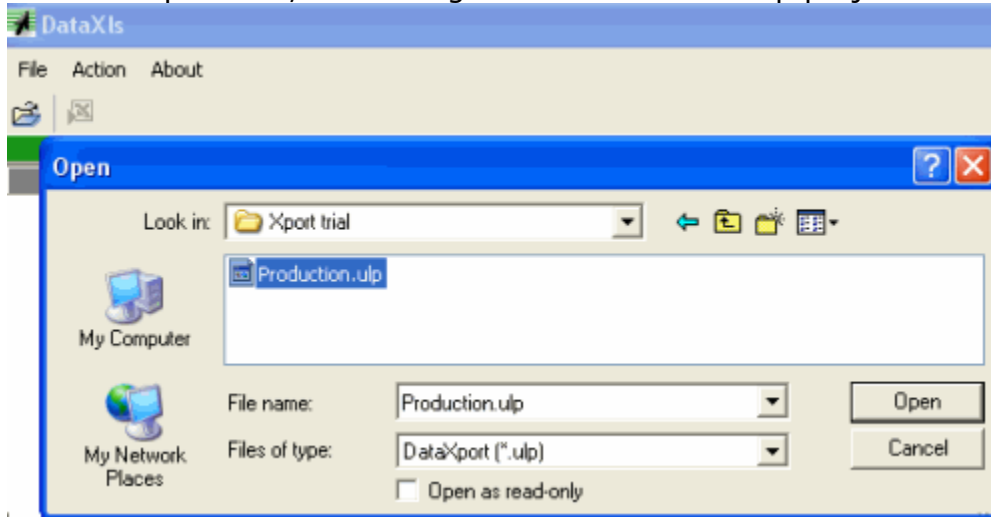 DataXls
File Action About
Open
Look in: Xport trial
Production.ulp
My Computer
File name: Production.ulp Open
Files of type: DataXport (*.ulp) Cancel
My Network
Places
Open as read-only